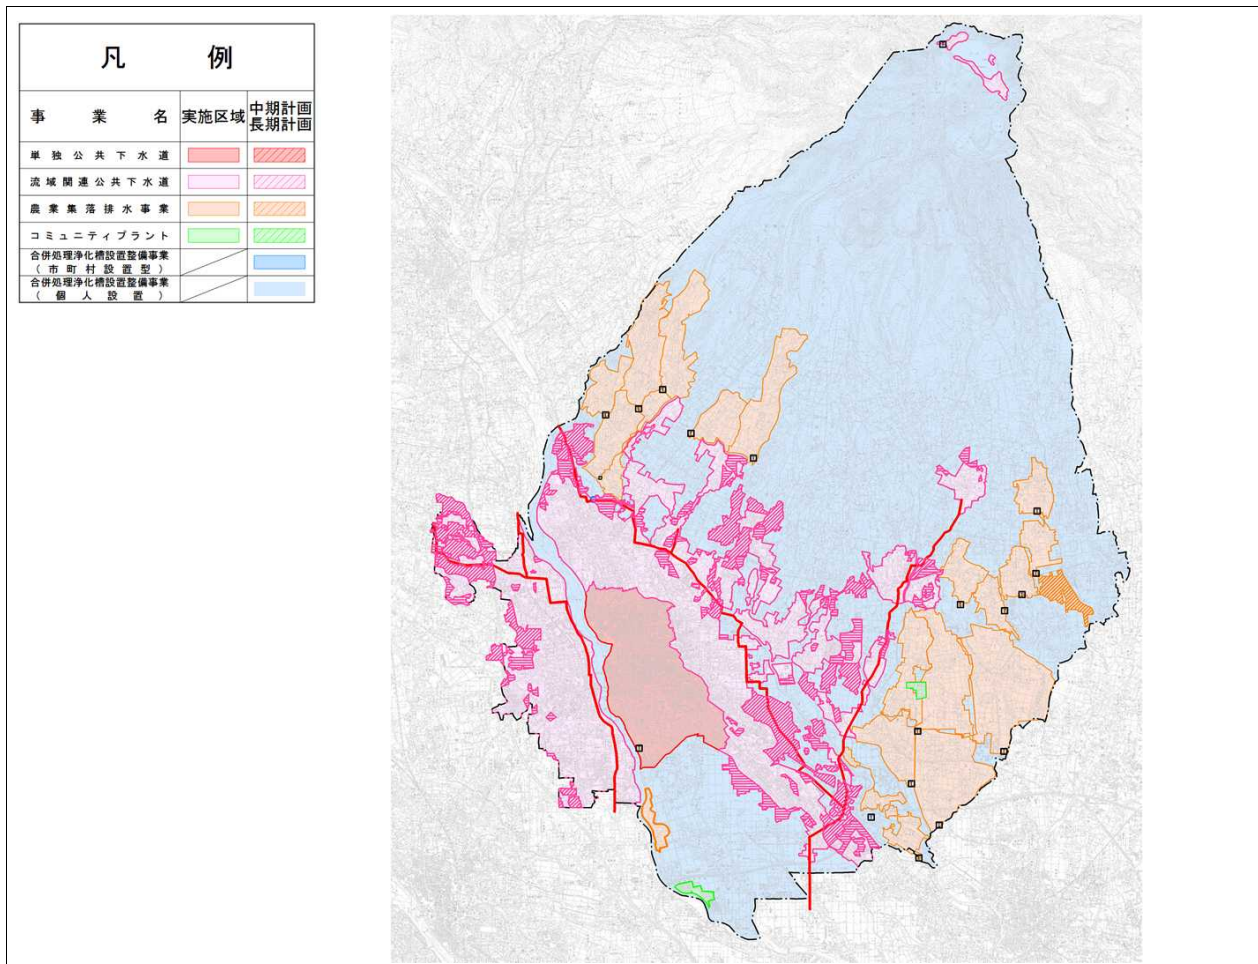 凡例
事業名 実施区域 中期計画
長期計画
単独公共下水道
流域関連公共下水道
農業集落排水事業
コミュニティプラント
合併処理浄化槽設置整備事業
(市町村設置型)
合併処理浄化槽設置整備事業
(個人設置)